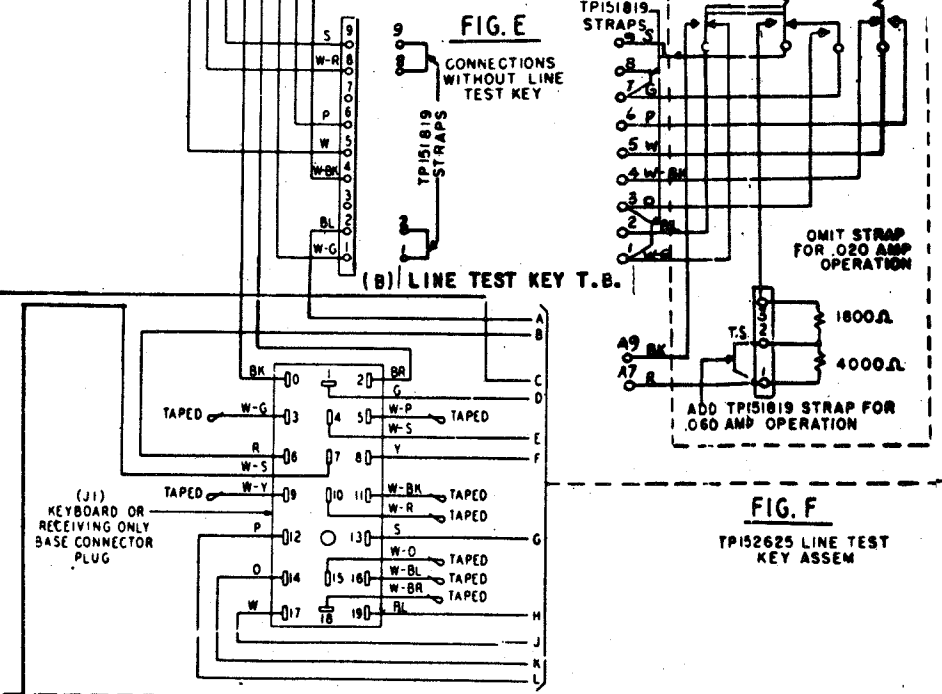 FIG. E
CONNECTIONS
WITHOUT LINE
TEST KEY
9
8
TP151819
STRAPS
2
1
S 9
W-R 8
7
P 6
W 5
W-BK 4
3
BL 2
W-G 1
(B) LINE TEST KEY T.B.
TP151819
STRAPS
9 S
8
7 G
6 P
5 W
4 W-BK
3 O
2 BL
1 W-G
OMIT STRAP
FOR .020 AMP
OPERATION
3
2
1
T.S.
1800Ω
4000Ω
A9 BK
A7 R
ADD TP151819 STRAP FOR
.060 AMP OPERATION
FIG. F
TP152625 LINE TEST
KEY ASSEM
A
B
C
D
E
F
G
H
J
K
L
BK 0 1 2 BR
G
TAPED W-G 3 4 5 W-P TAPED
W-S
R 6 7 8 Y
W-S
TAPED W-Y 9 10 11 W-BK TAPED
W-R TAPED
(J1)
KEYBOARD OR
RECEIVING ONLY
BASE CONNECTOR
PLUG
P 12 13 S
W-O TAPED
O 14 15 16 W-BL TAPED
W-BR TAPED
W 17 18 19 BL